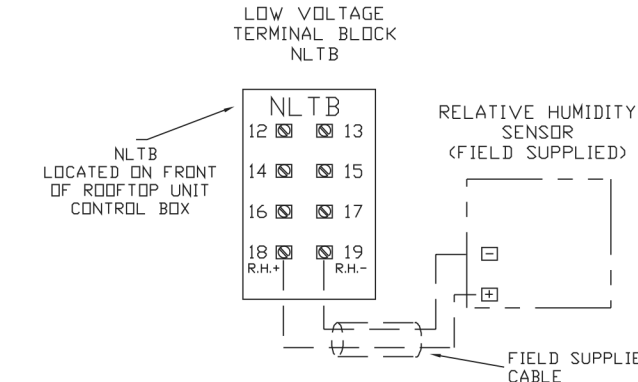 LOW VOLTAGE
TERMINAL BLOCK
NLTB
NLTB
12 13
14 15
16 17
18 19
R.H.+ R.H.-
NLTB
LOCATED ON FRONT
OF ROOFTOP UNIT
CONTROL BOX
RELATIVE HUMIDITY
SENSOR
(FIELD SUPPLIED)
-
+
FIELD SUPPLIE
CABLE